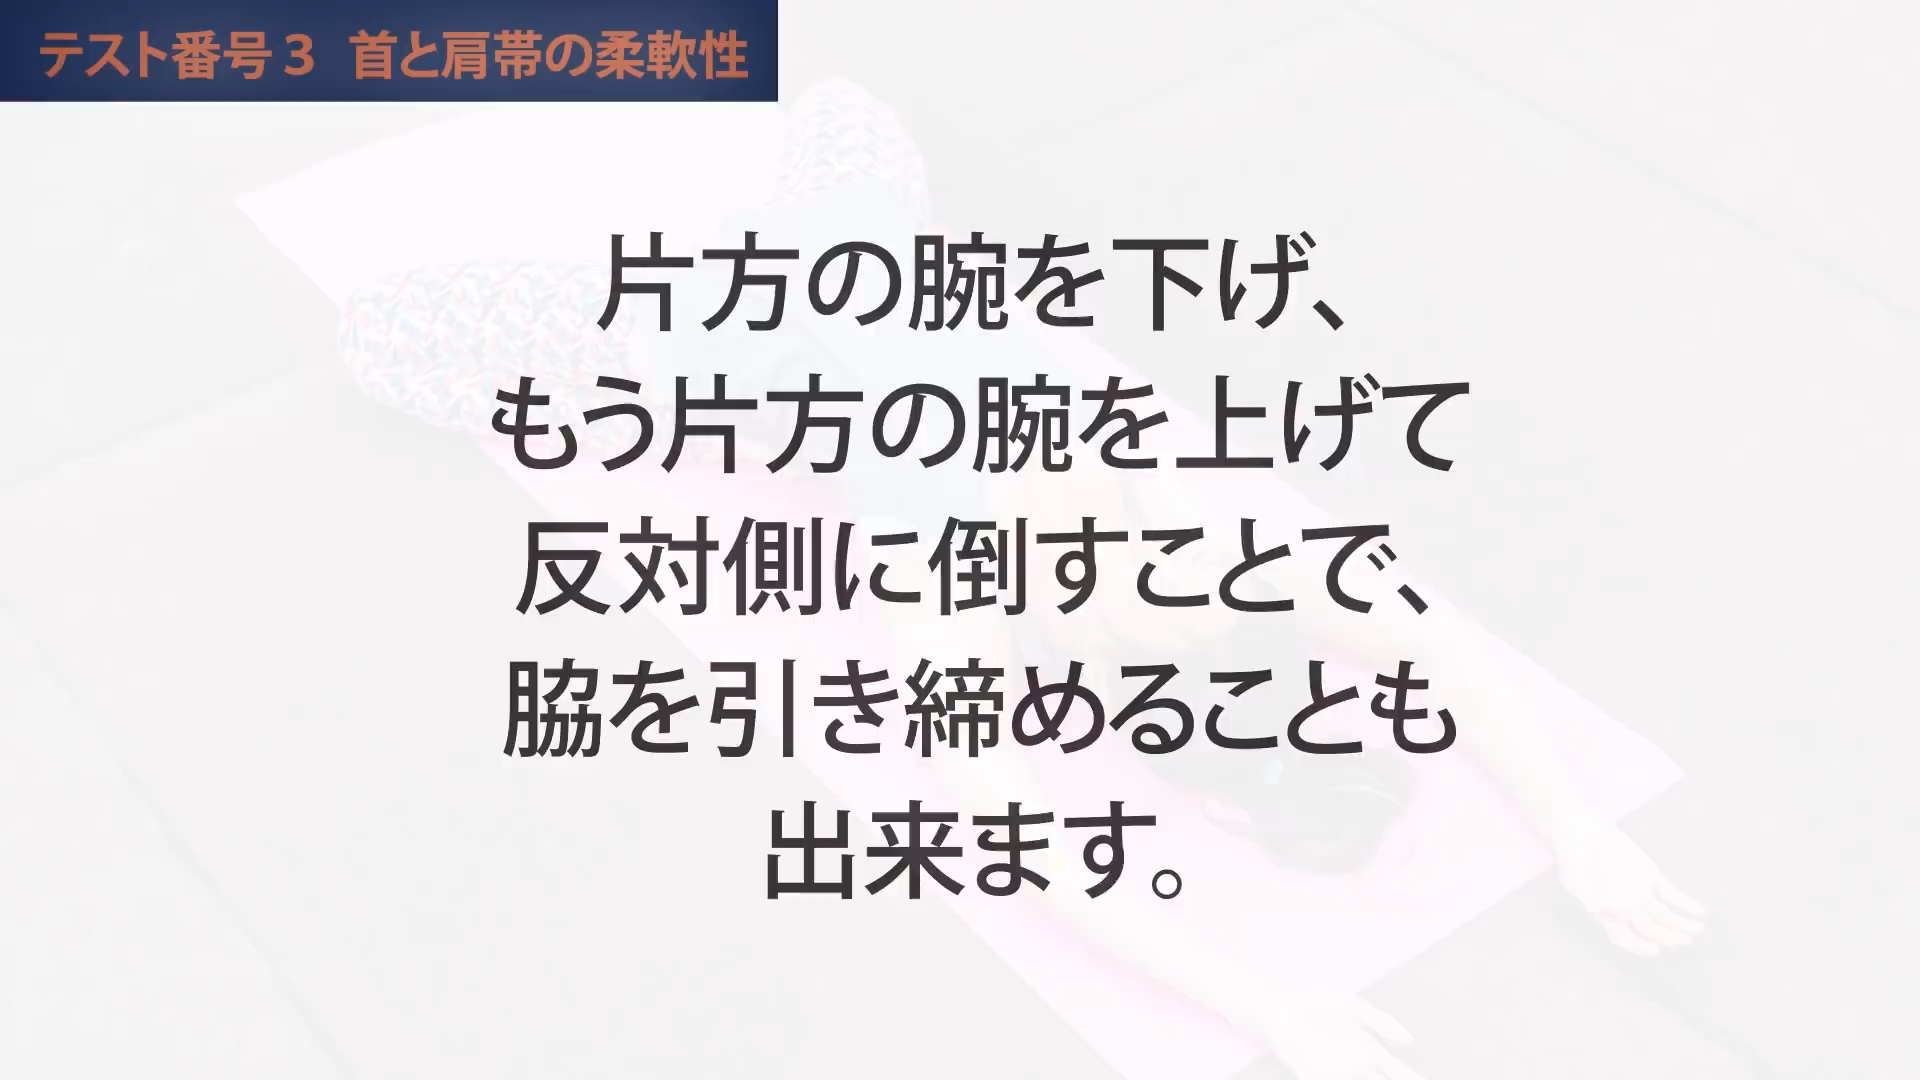 テスト番号３ 首と肩帯の柔軟性
片方の腕を下げ、
もう片方の腕を上げて
反対側に倒すことで、
脇を引き締めることも
出来ます。